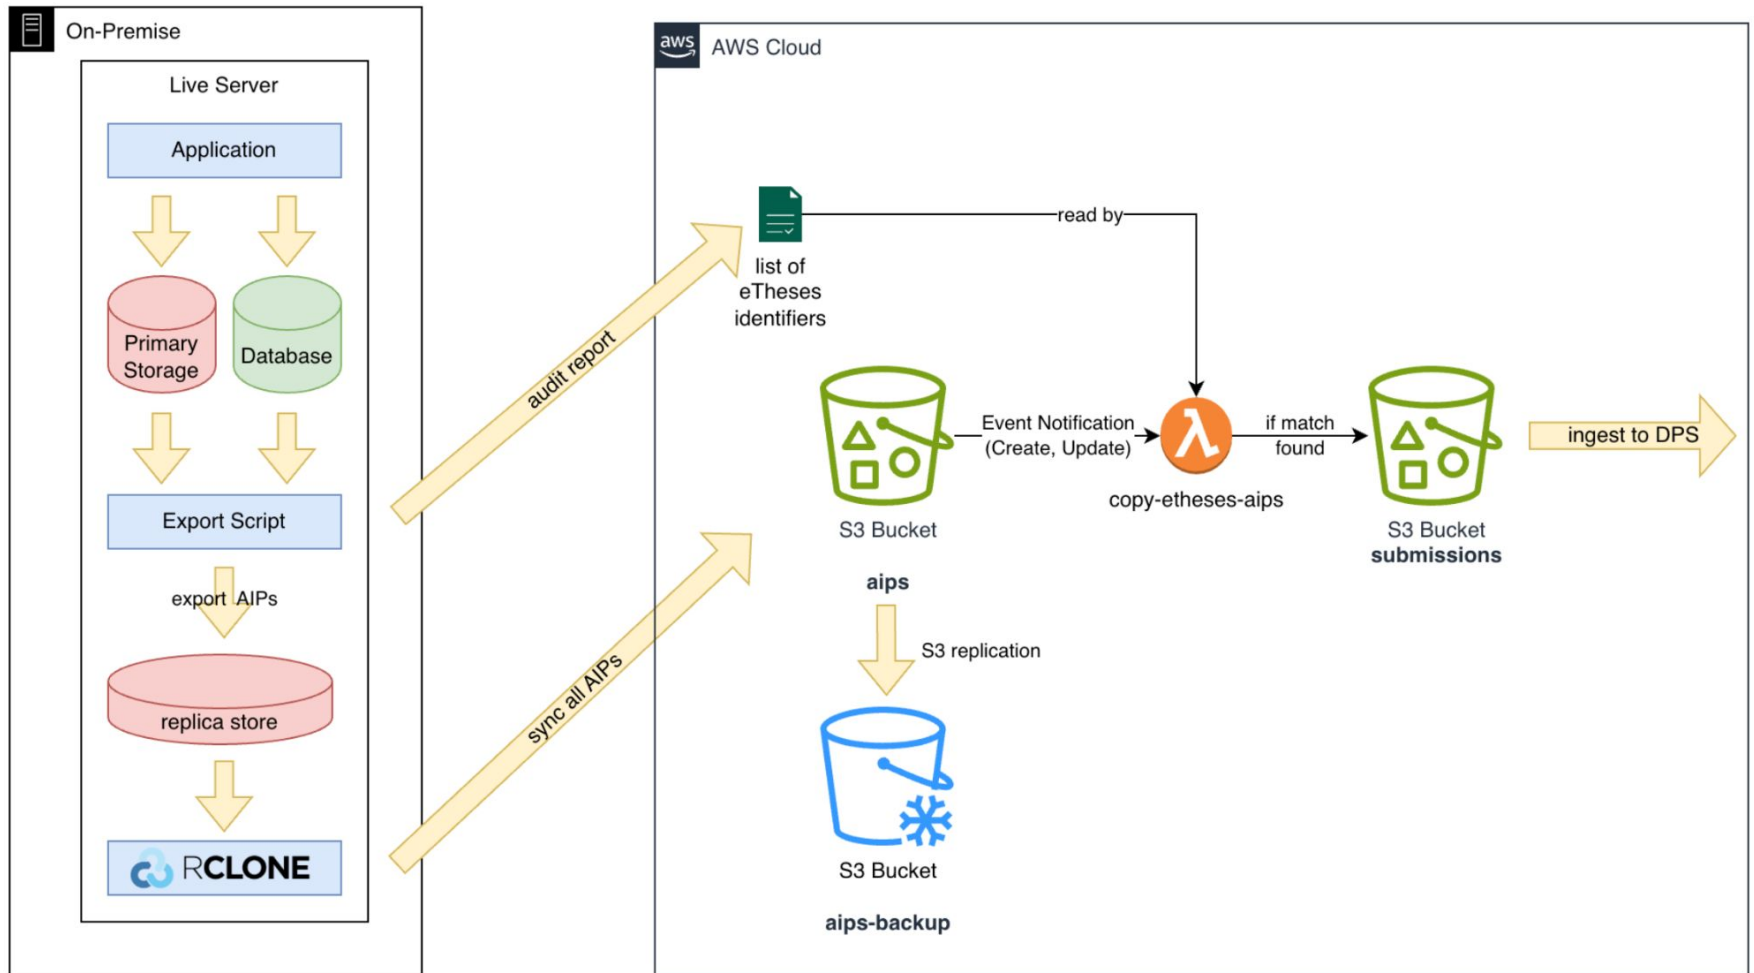 On-Premise
Live Server
Application
Primary
Storage
Database
Export Script
export AIPs
replica store
RCLONE
audit report
sync all AIPs
aws
AWS Cloud
list of
eTheses
identifiers
read by
S3 Bucket
aips
Event Notification
(Create, Update)
λ
copy-etheses-aips
if match
found
S3 Bucket
submissions
ingest to DPS
S3 replication
S3 Bucket
aips-backup